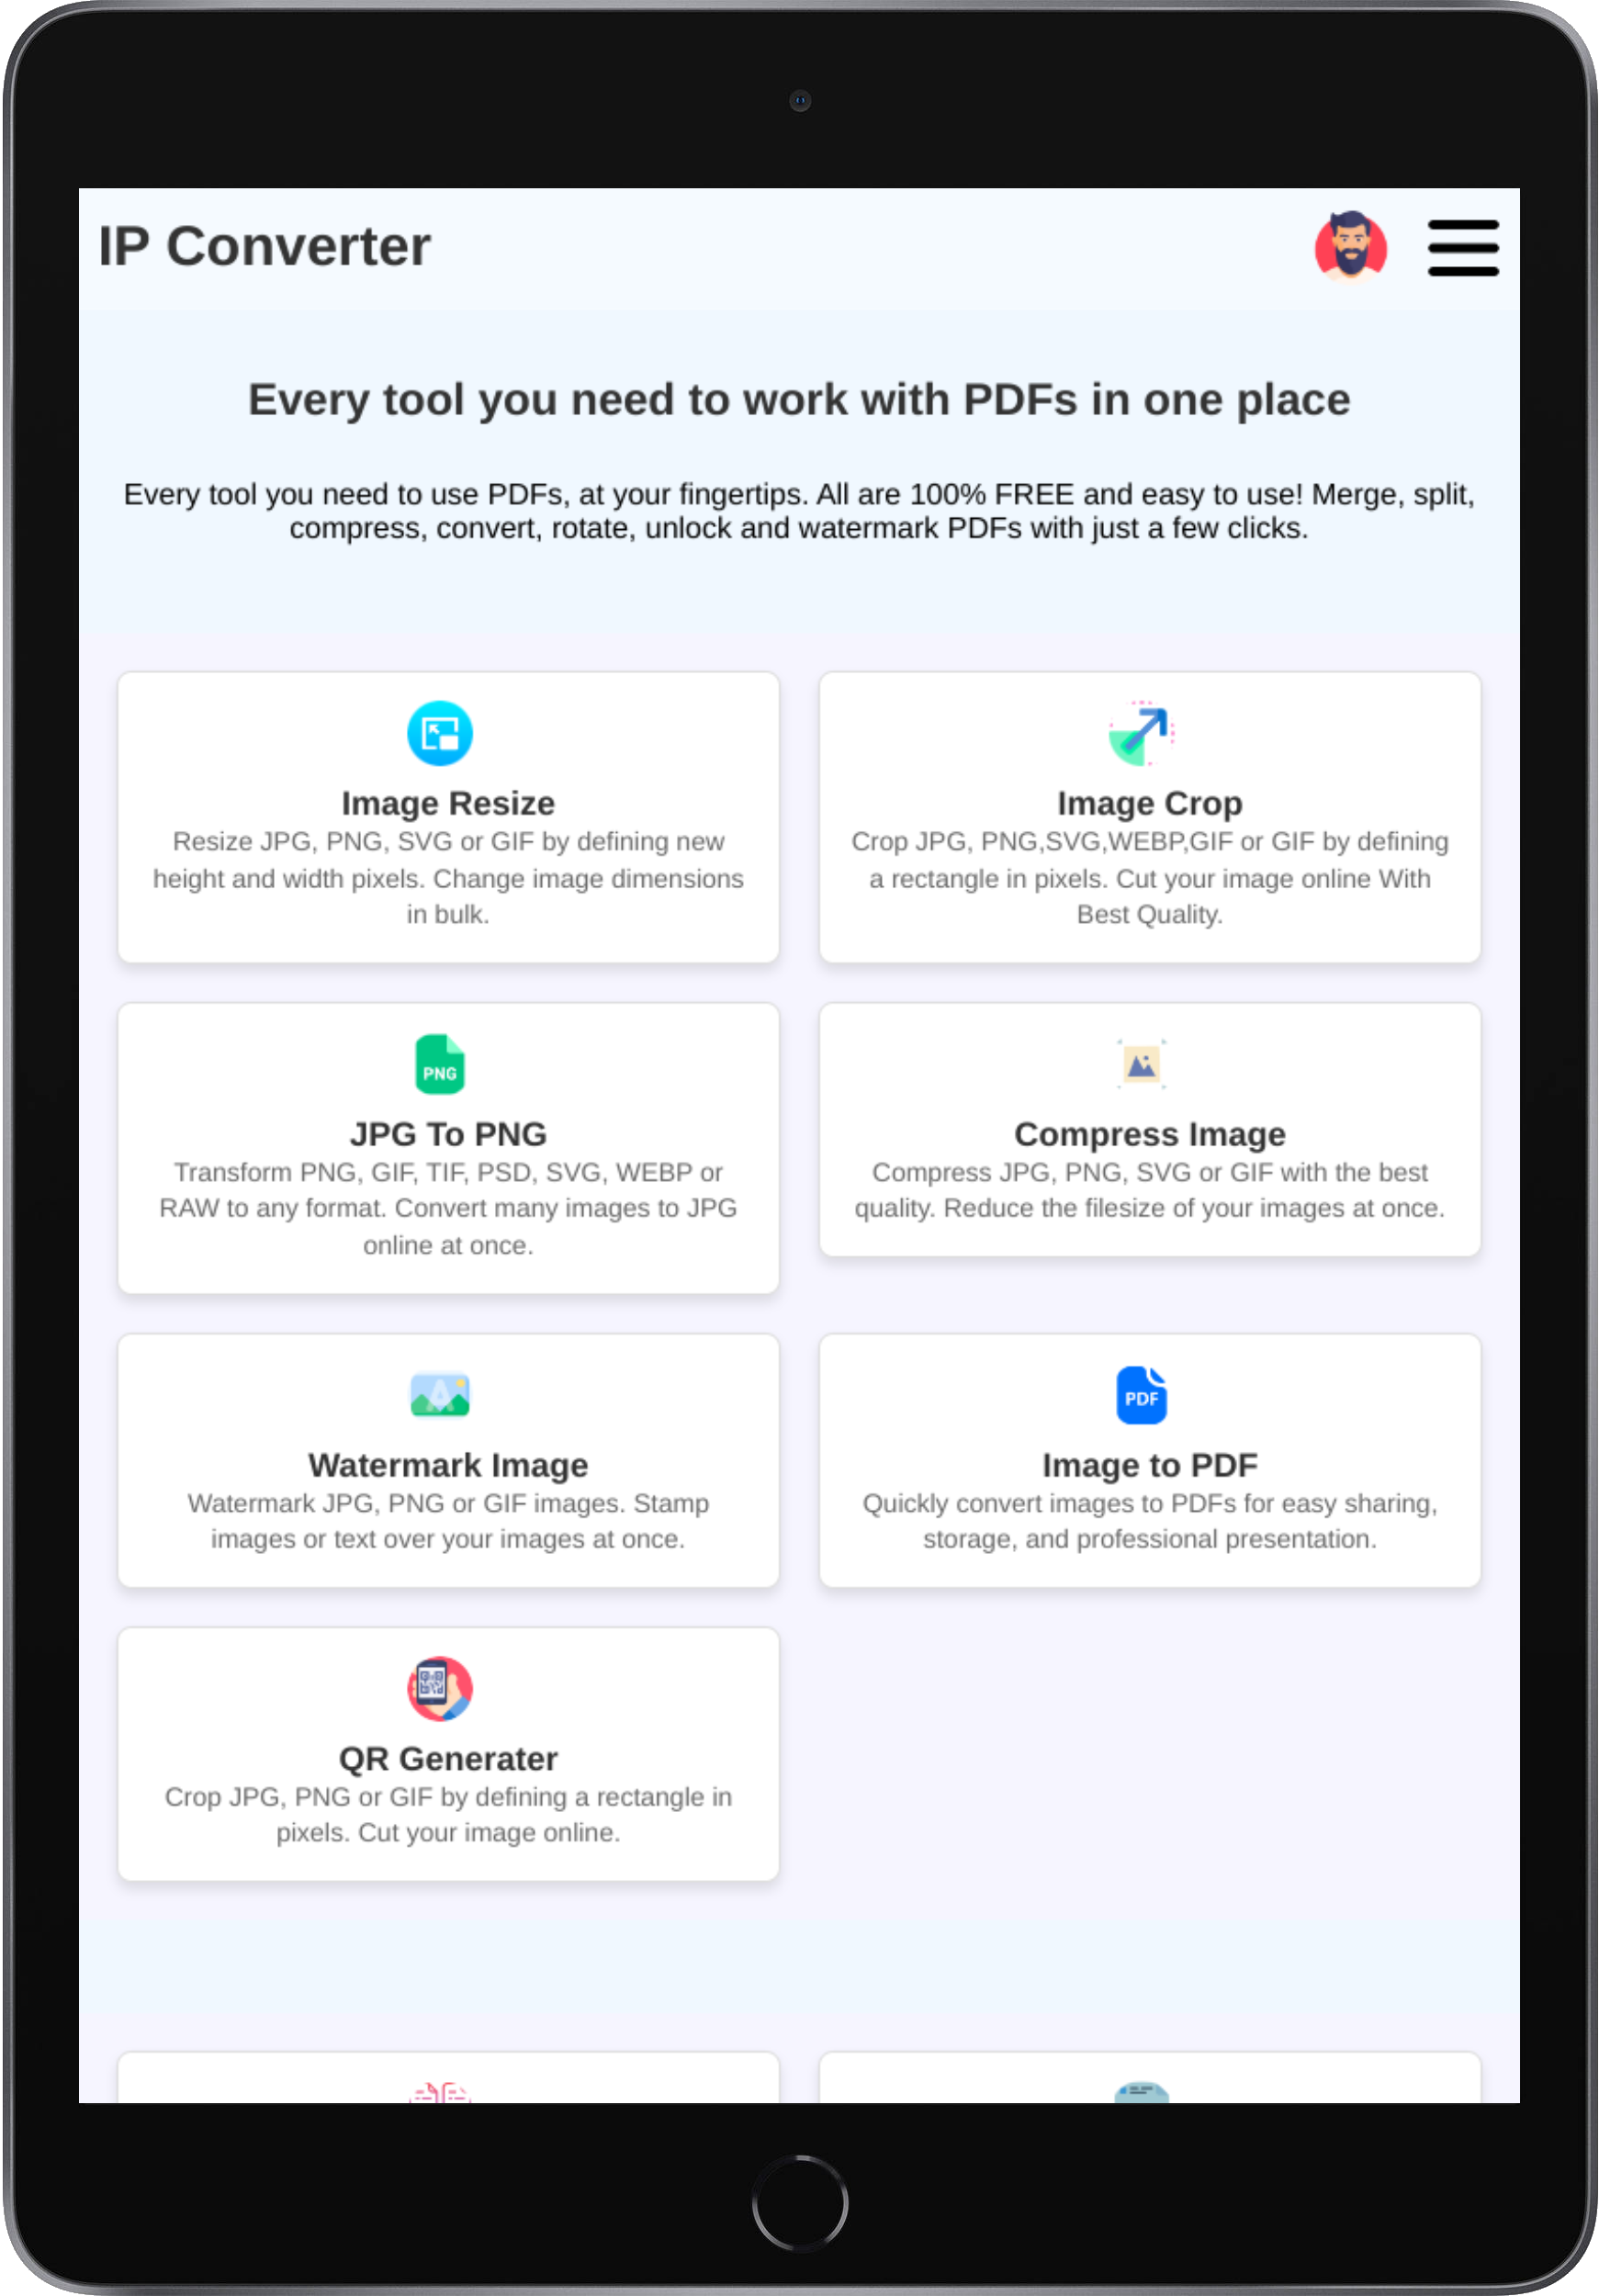 IP Converter
Every tool you need to work with PDFs in one place
Every tool you need to use PDFs, at your fingertips. All are 100% FREE and easy to use! Merge, split,
compress, convert, rotate, unlock and watermark PDFs with just a few clicks.
Image Resize
Resize JPG, PNG, SVG or GIF by defining new
height and width pixels. Change image dimensions
in bulk.
Image Crop
Crop JPG, PNG,SVG,WEBP,GIF or GIF by defining
a rectangle in pixels. Cut your image online With
Best Quality.
PNG
JPG To PNG
Transform PNG, GIF, TIF, PSD, SVG, WEBP or
RAW to any format. Convert many images to JPG
online at once.
Compress Image
Compress JPG, PNG, SVG or GIF with the best
quality. Reduce the filesize of your images at once.
Watermark Image
Watermark JPG, PNG or GIF images. Stamp
images or text over your images at once.
PDF
Image to PDF
Quickly convert images to PDFs for easy sharing,
storage, and professional presentation.
QR Generater
Crop JPG, PNG or GIF by defining a rectangle in
pixels. Cut your image online.